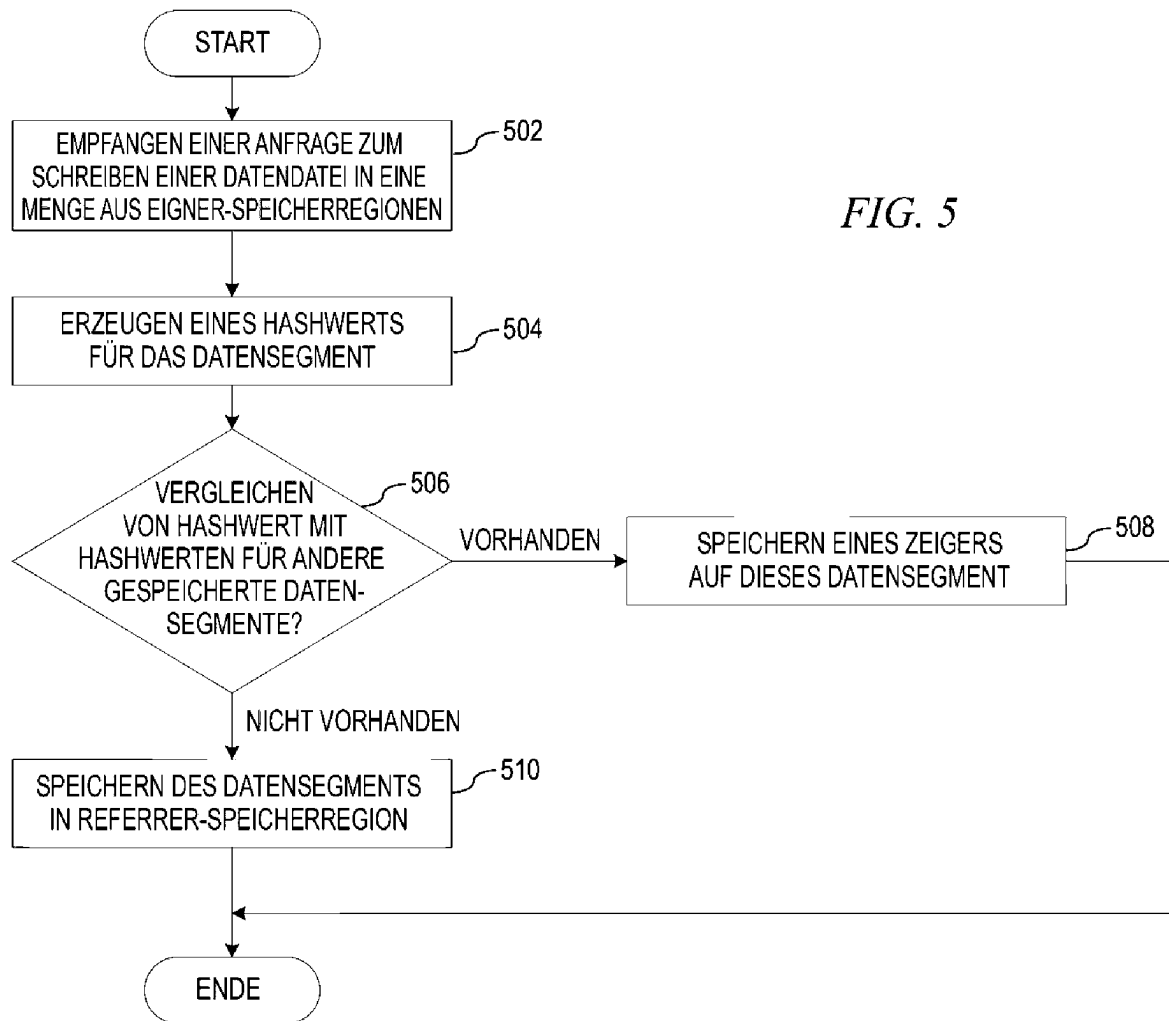 START
EMPFANGEN EINER ANFRAGE ZUM
SCHREIBEN EINER DATENDATEI IN EINE
MENGE AUS EIGNER-SPEICHERREGIONEN
502
FIG. 5
ERZEUGEN EINES HASHWERTS
FÜR DAS DATENSEGMENT
504
VERGLEICHEN
VON HASHWERT MIT
HASHWERTEN FÜR ANDERE
GESPEICHERTE DATEN-
SEGMENTE?
506
VORHANDEN
SPEICHERN EINES ZEIGERS
AUF DIESES DATENSEGMENT
508
NICHT VORHANDEN
SPEICHERN DES DATENSEGMENTS
IN REFERRER-SPEICHERREGION
510
ENDE